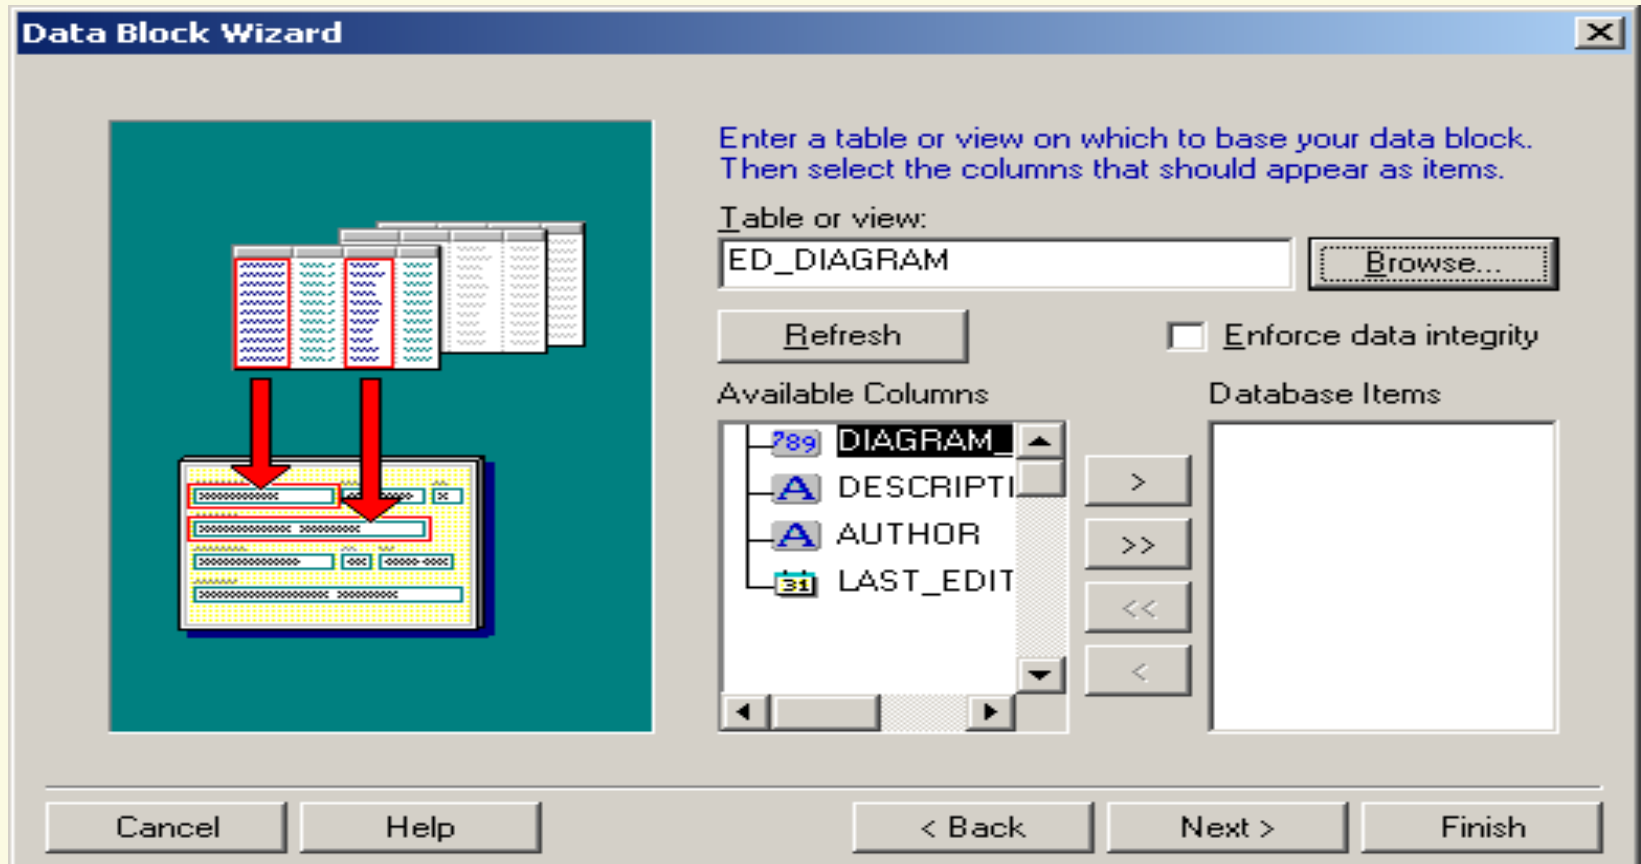 Data Block Wizard
Enter a table or view on which to base your data block.
Then select the columns that should appear as items.
Table or view:
ED_DIAGRAM
Browse...
Refresh
Enforce data integrity
Available Columns
Database Items
789 DIAGRAM_
A DESCRIPTI
A AUTHOR
31 LAST_EDIT
>
>>
<<
<
Cancel
Help
< Back
Next >
Finish